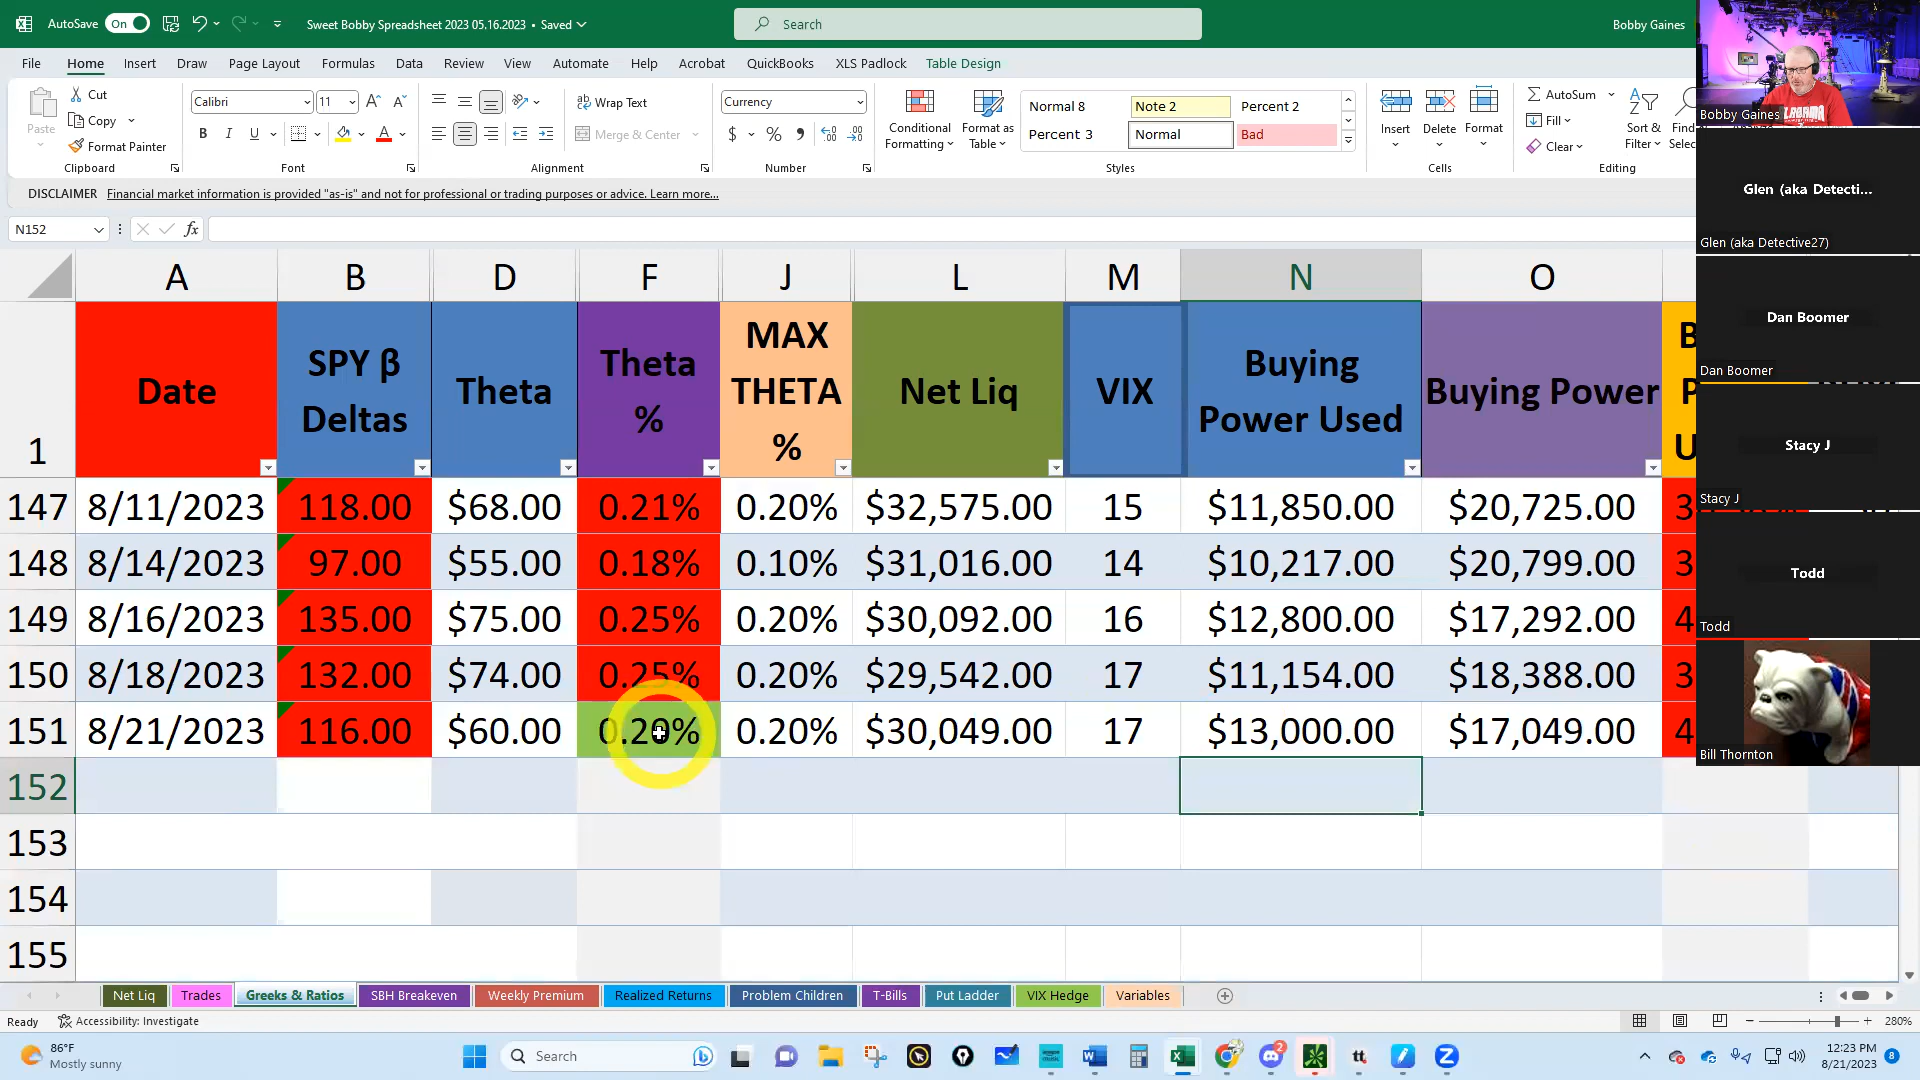 AutoSave On
Sweet Bobby Spreadsheet 2023 05.16.2023 • Saved
Search
Bobby Gaines
File Home Insert Draw Page Layout Formulas Data Review View Automate Help Acrobat QuickBooks XLS Padlock Table Design
Paste
Cut
Copy
Format Painter
Clipboard
Calibri 11
B I U
Font
Wrap Text
Merge & Center
Alignment
Currency
$ %
Number
Conditional Formatting
Format as Table
Normal 8 Note 2 Percent 2
Percent 3 Normal Bad
Styles
Insert Delete Format
Cells
AutoSum
Fill
Clear
Sort & Filter
Editing
DISCLAIMER Financial market information is provided "as-is" and not for professional or trading purposes or advice. Learn more...
N152 fx
A B D F J L M N O
1 Date SPY β Deltas Theta Theta % MAX THETA % Net Liq VIX Buying Power Used Buying Power
147 8/11/2023 118.00 $68.00 0.21% 0.20% $32,575.00 15 $11,850.00 $20,725.00 3
148 8/14/2023 97.00 $55.00 0.18% 0.10% $31,016.00 14 $10,217.00 $20,799.00 3
149 8/16/2023 135.00 $75.00 0.25% 0.20% $30,092.00 16 $12,800.00 $17,292.00 4
150 8/18/2023 132.00 $74.00 0.25% 0.20% $29,542.00 17 $11,154.00 $18,388.00 3
151 8/21/2023 116.00 $60.00 0.20% 0.20% $30,049.00 17 $13,000.00 $17,049.00 4
152
153
154
155
Net Liq Trades Greeks & Ratios SBH Breakeven Weekly Premium Realized Returns Problem Children T-Bills Put Ladder VIX Hedge Variables
Ready Accessibility: Investigate
280%
86°F
Mostly sunny
Search
12:23 PM
8/21/2023
8
Bobby Gaines
Glen (aka Detecti...
Glen (aka Detective27)
Dan Boomer
Dan Boomer
Stacy J
Stacy J
Todd
Todd
Bill Thornton